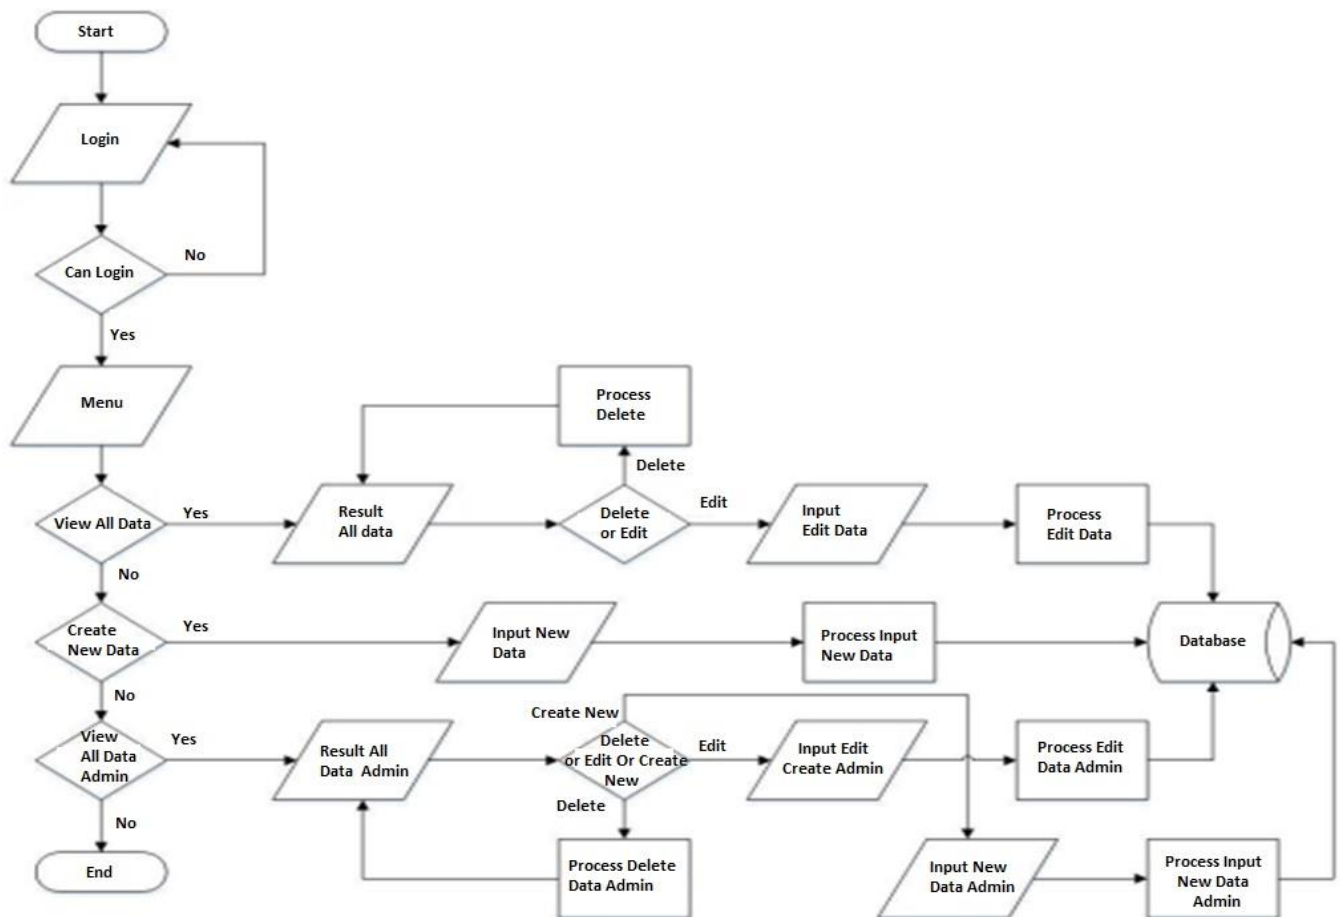 Start
Login
No
Can Login
Yes
Menu
Process
Delete
Delete
View All Data
Yes
Result
All data
Delete
or Edit
Edit
Input
Edit Data
Process
Edit Data
No
Create
New Data
Yes
Input New
Data
Process Input
New Data
Database
No
Create New
View
All Data
Admin
Yes
Result All
Data Admin
Delete
or Edit Or Create
New
Edit
Input Edit
Create Admin
Process Edit
Data Admin
Delete
No
End
Process Delete
Data Admin
Input New
Data Admin
Process Input
New Data
Admin